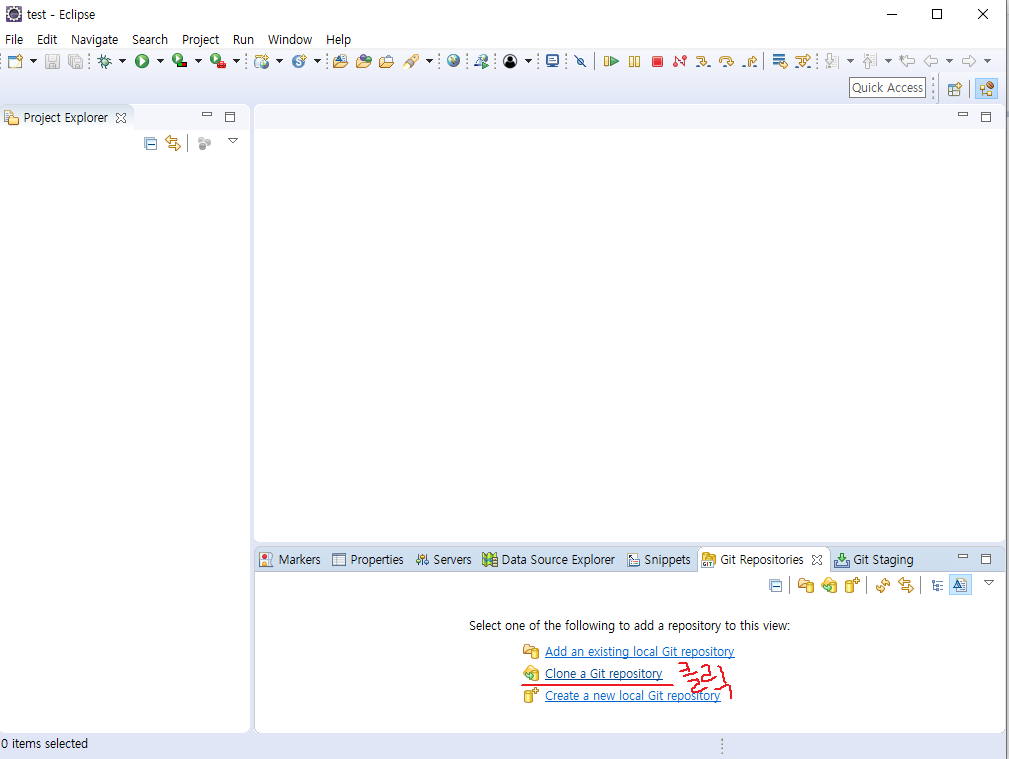 test - Eclipse
File Edit Navigate Search Project Run Window Help
Quick Access
Project Explorer
Markers Properties Servers Data Source Explorer Snippets Git Repositories Git Staging
Select one of the following to add a repository to this view:
Add an existing local Git repository
Clone a Git repository
클릭
Create a new local Git repository
0 items selected